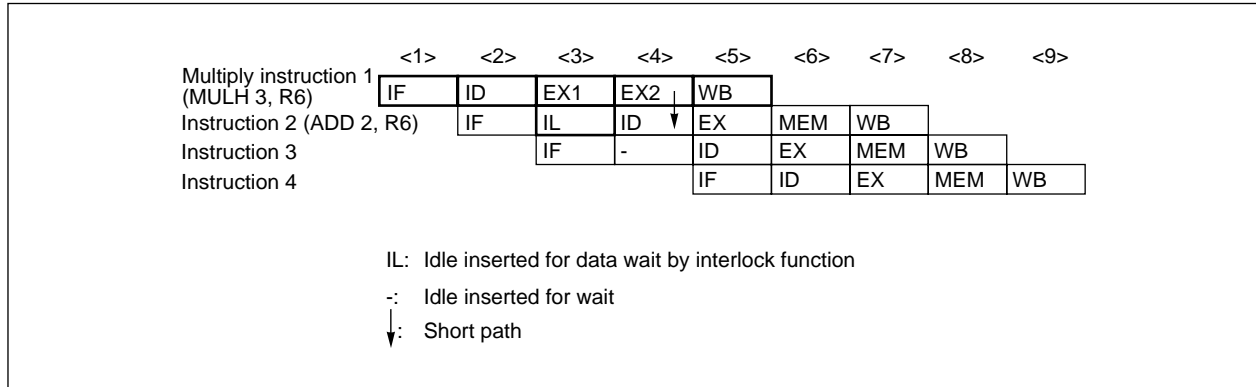 <1> <2> <3> <4> <5> <6> <7> <8> <9>
Multiply instruction 1
(MULH 3, R6) IF ID EX1 EX2 WB
Instruction 2 (ADD 2, R6) IF IL ID EX MEM WB
Instruction 3 IF - ID EX MEM WB
Instruction 4 IF ID EX MEM WB
IL: Idle inserted for data wait by interlock function
-: Idle inserted for wait
: Short path